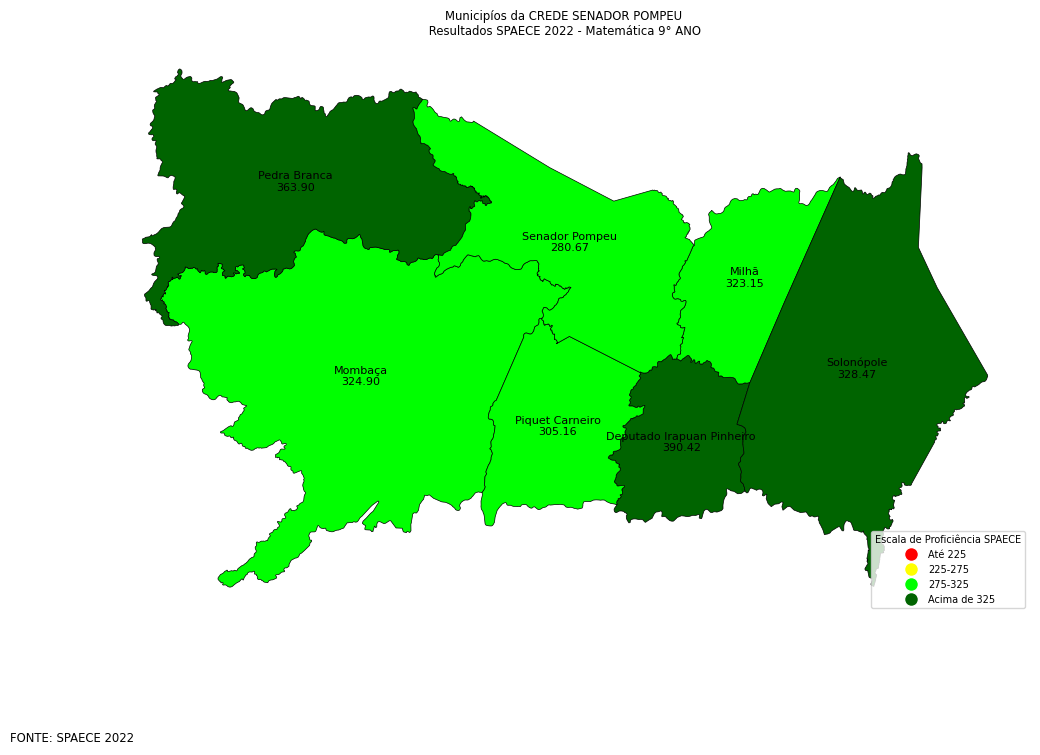 Municipíos da CREDE SENADOR POMPEU
Resultados SPAECE 2022 - Matemática 9° ANO
Pedra Branca
363.90
Senador Pompeu
280.67
Milhã
323.15
Solonópole
328.47
Mombaça
324.90
Piquet Carneiro
305.16
Deputado Irapuan Pinheiro
390.42
Escala de Proficiência SPAECE
Até 225
225-275
275-325
Acima de 325
FONTE: SPAECE 2022